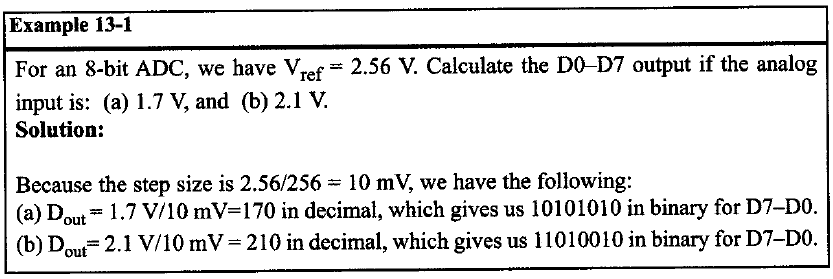 Example 13-1
For an 8-bit ADC, we have Vref = 2.56 V. Calculate the D0–D7 output if the analog
input is: (a) 1.7 V, and (b) 2.1 V.
Solution:
Because the step size is 2.56/256 = 10 mV, we have the following:
(a) Dout = 1.7 V/10 mV=170 in decimal, which gives us 10101010 in binary for D7–D0.
(b) Dout= 2.1 V/10 mV = 210 in decimal, which gives us 11010010 in binary for D7–D0.